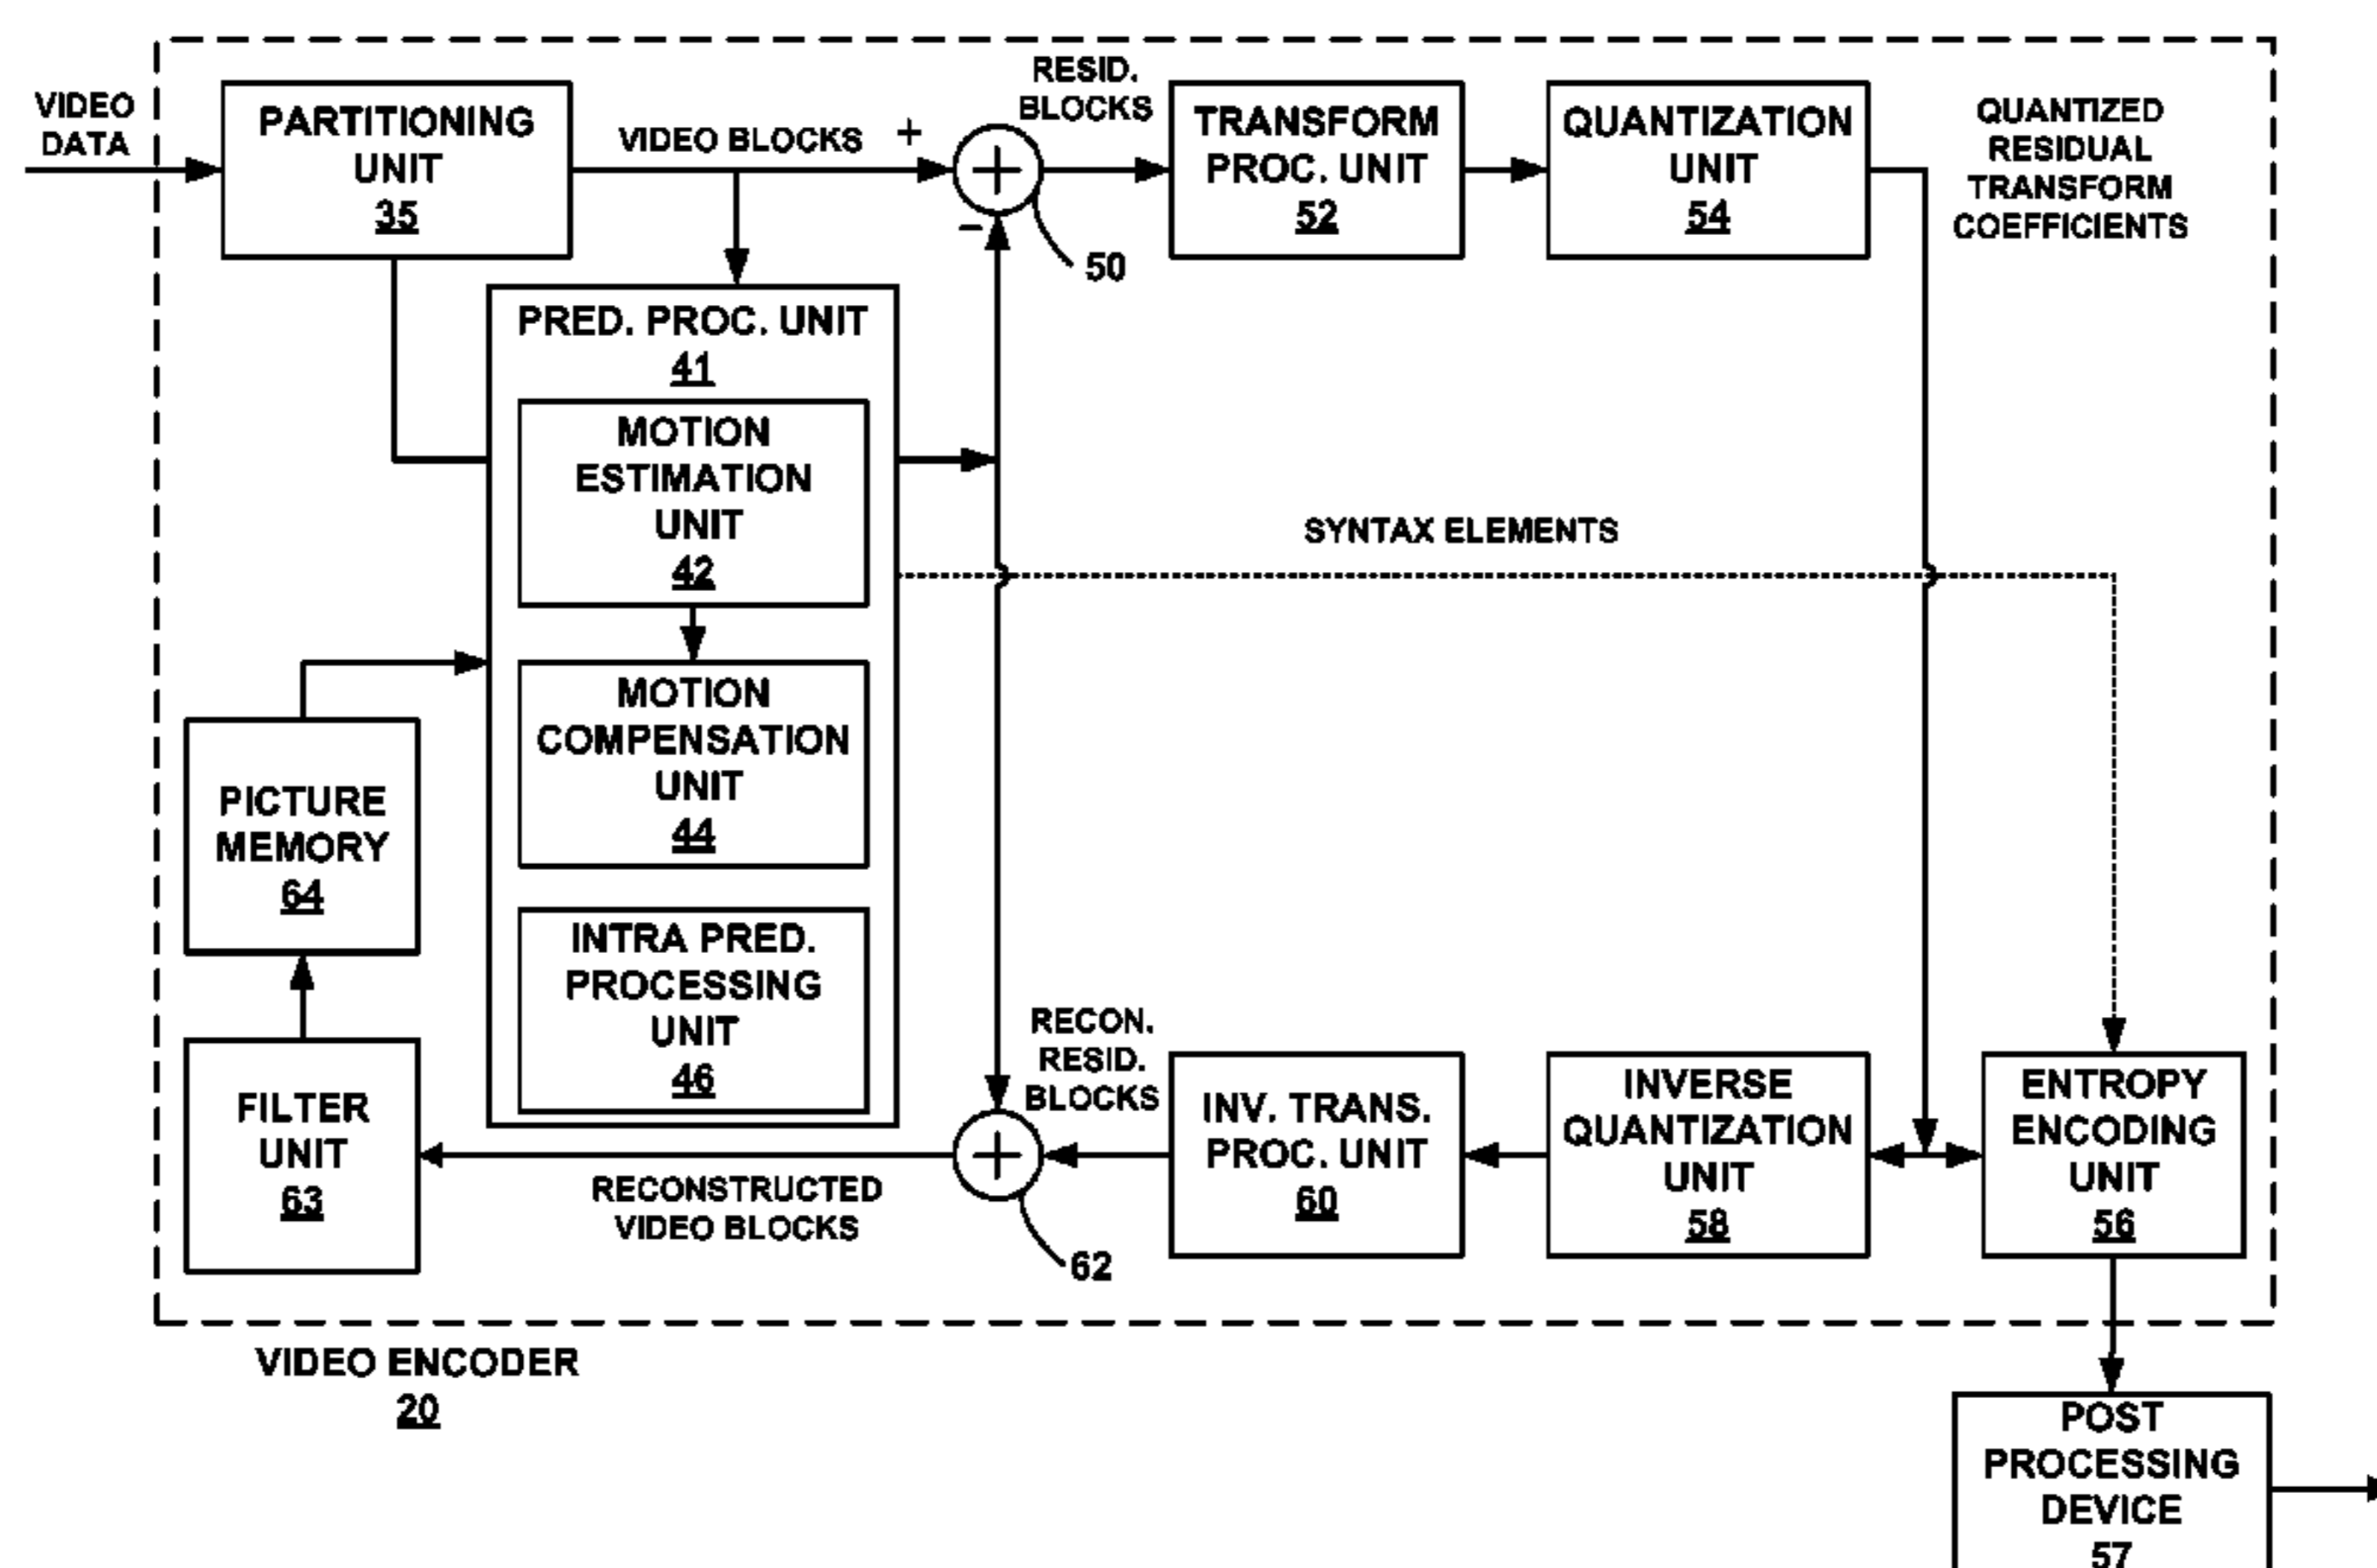 VIDEO
DATA
PARTITIONING
UNIT
35
VIDEO BLOCKS
+
−
50
RESID.
BLOCKS
TRANSFORM
PROC. UNIT
52
QUANTIZATION
UNIT
54
QUANTIZED
RESIDUAL
TRANSFORM
COEFFICIENTS
PRED. PROC. UNIT
41
MOTION
ESTIMATION
UNIT
42
SYNTAX ELEMENTS
MOTION
COMPENSATION
UNIT
44
PICTURE
MEMORY
64
INTRA PRED.
PROCESSING
UNIT
46
FILTER
UNIT
63
RECONSTRUCTED
VIDEO BLOCKS
62
RECON.
RESID.
BLOCKS
INV. TRANS.
PROC. UNIT
60
INVERSE
QUANTIZATION
UNIT
58
ENTROPY
ENCODING
UNIT
56
VIDEO ENCODER
20
POST
PROCESSING
DEVICE
57